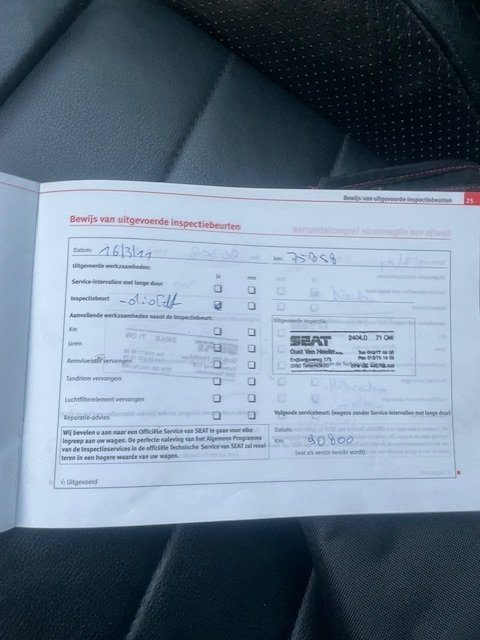 Bewijs van uitgevoerde inspectiebeurten 25
Bewijs van uitgevoerde inspectiebeurten
Datum: 16/3/11 km: 75058
Uitgevoerde werkzaamheden:
ja nee
Service-intervallen met lange duur
Inspectiebeurt
Aanvullende werkzaamheden naast de inspectiebeurt:
Uitgevoerde inspectie:
Km
SEAT 2404.0 71 OW
Jaren
Remvloeistof vervangen
Tandriem vervangen
Luchtfilterelement vervangen
Reparatie-advies
Volgende servicebeurt: (wagens zonder Service-Intervallen met lange duur)
Wij bevelen u aan naar een Officiële Service van SEAT te gaan voor elke
ingreep aan uw wagen. De perfecte naleving van het Algemeen Programma
van de Inspectieservices in de officiële Technische Service van SEAT zal resul-
teren in een hogere waarde van uw wagen.
Datum:
Km: 90800
(wat als eerste bereikt wordt)
√: Uitgevoerd